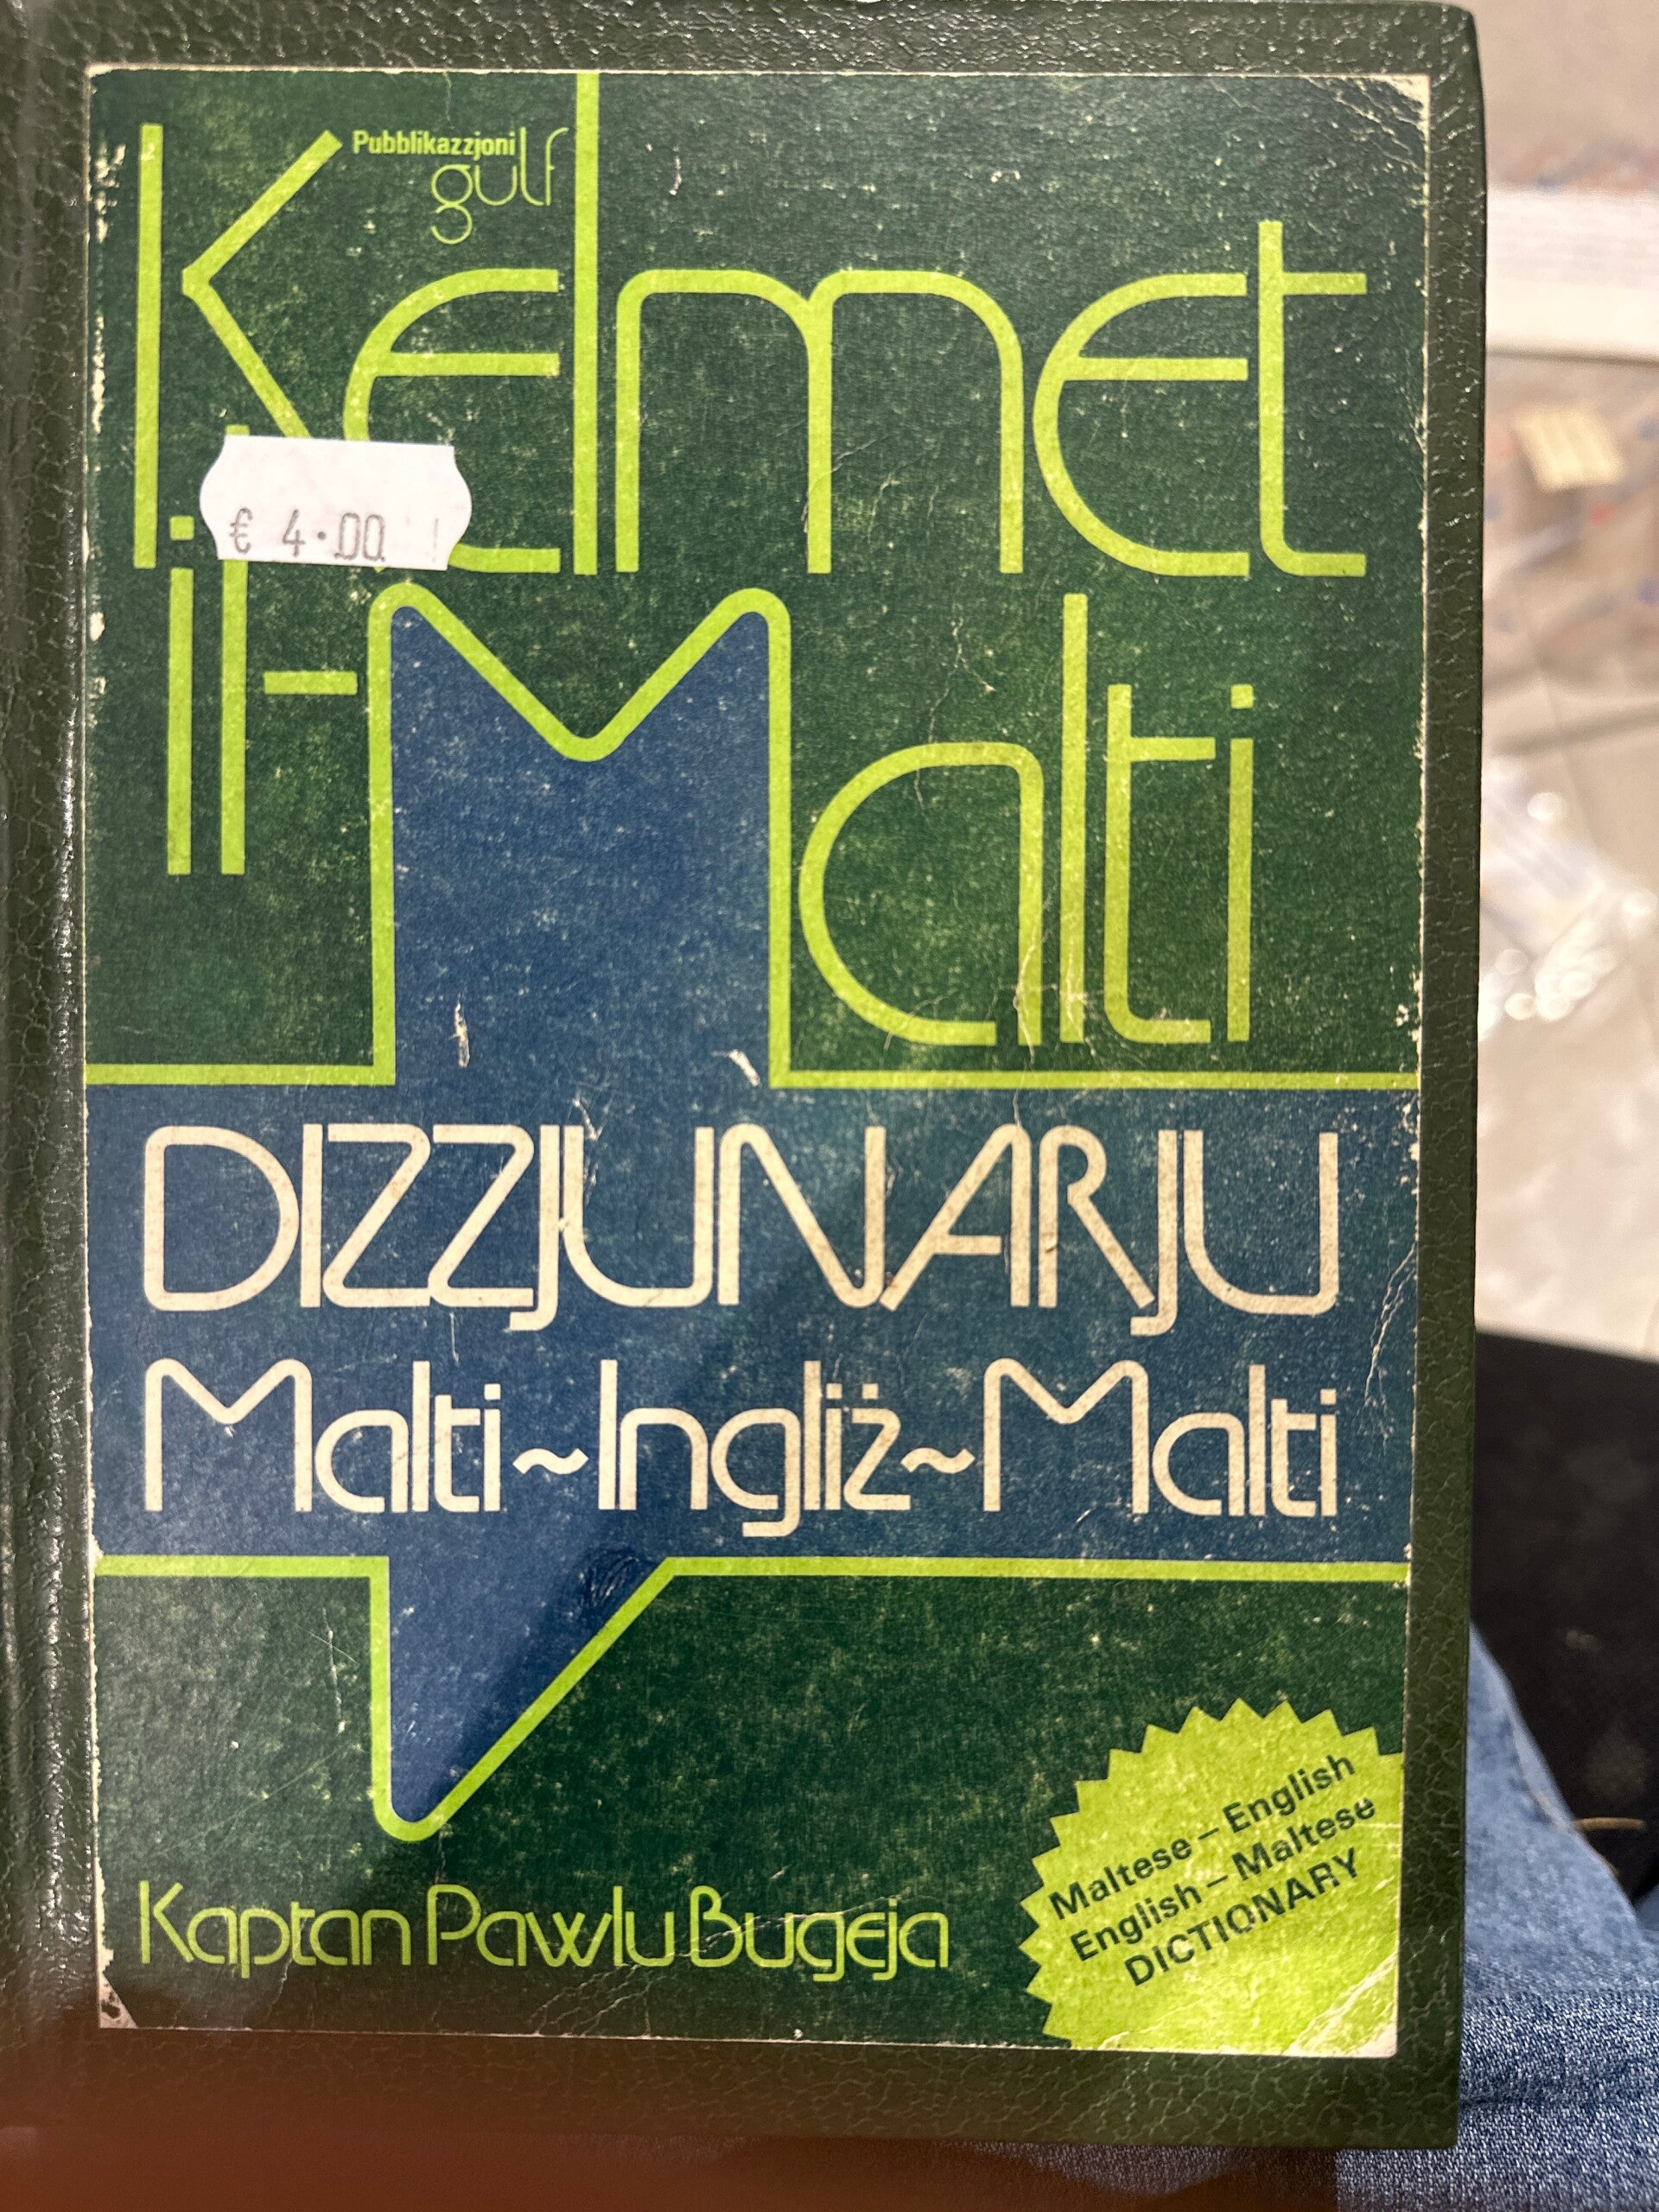 Pubblikazzjoni
gulf
Kelmet
€ 4.00
il-Malti
DIZZJUNARJU
Malti~Ingliż~Malti
Kaptan Pawlu Bugeja
Maltese – English
English – Maltese
DICTIONARY